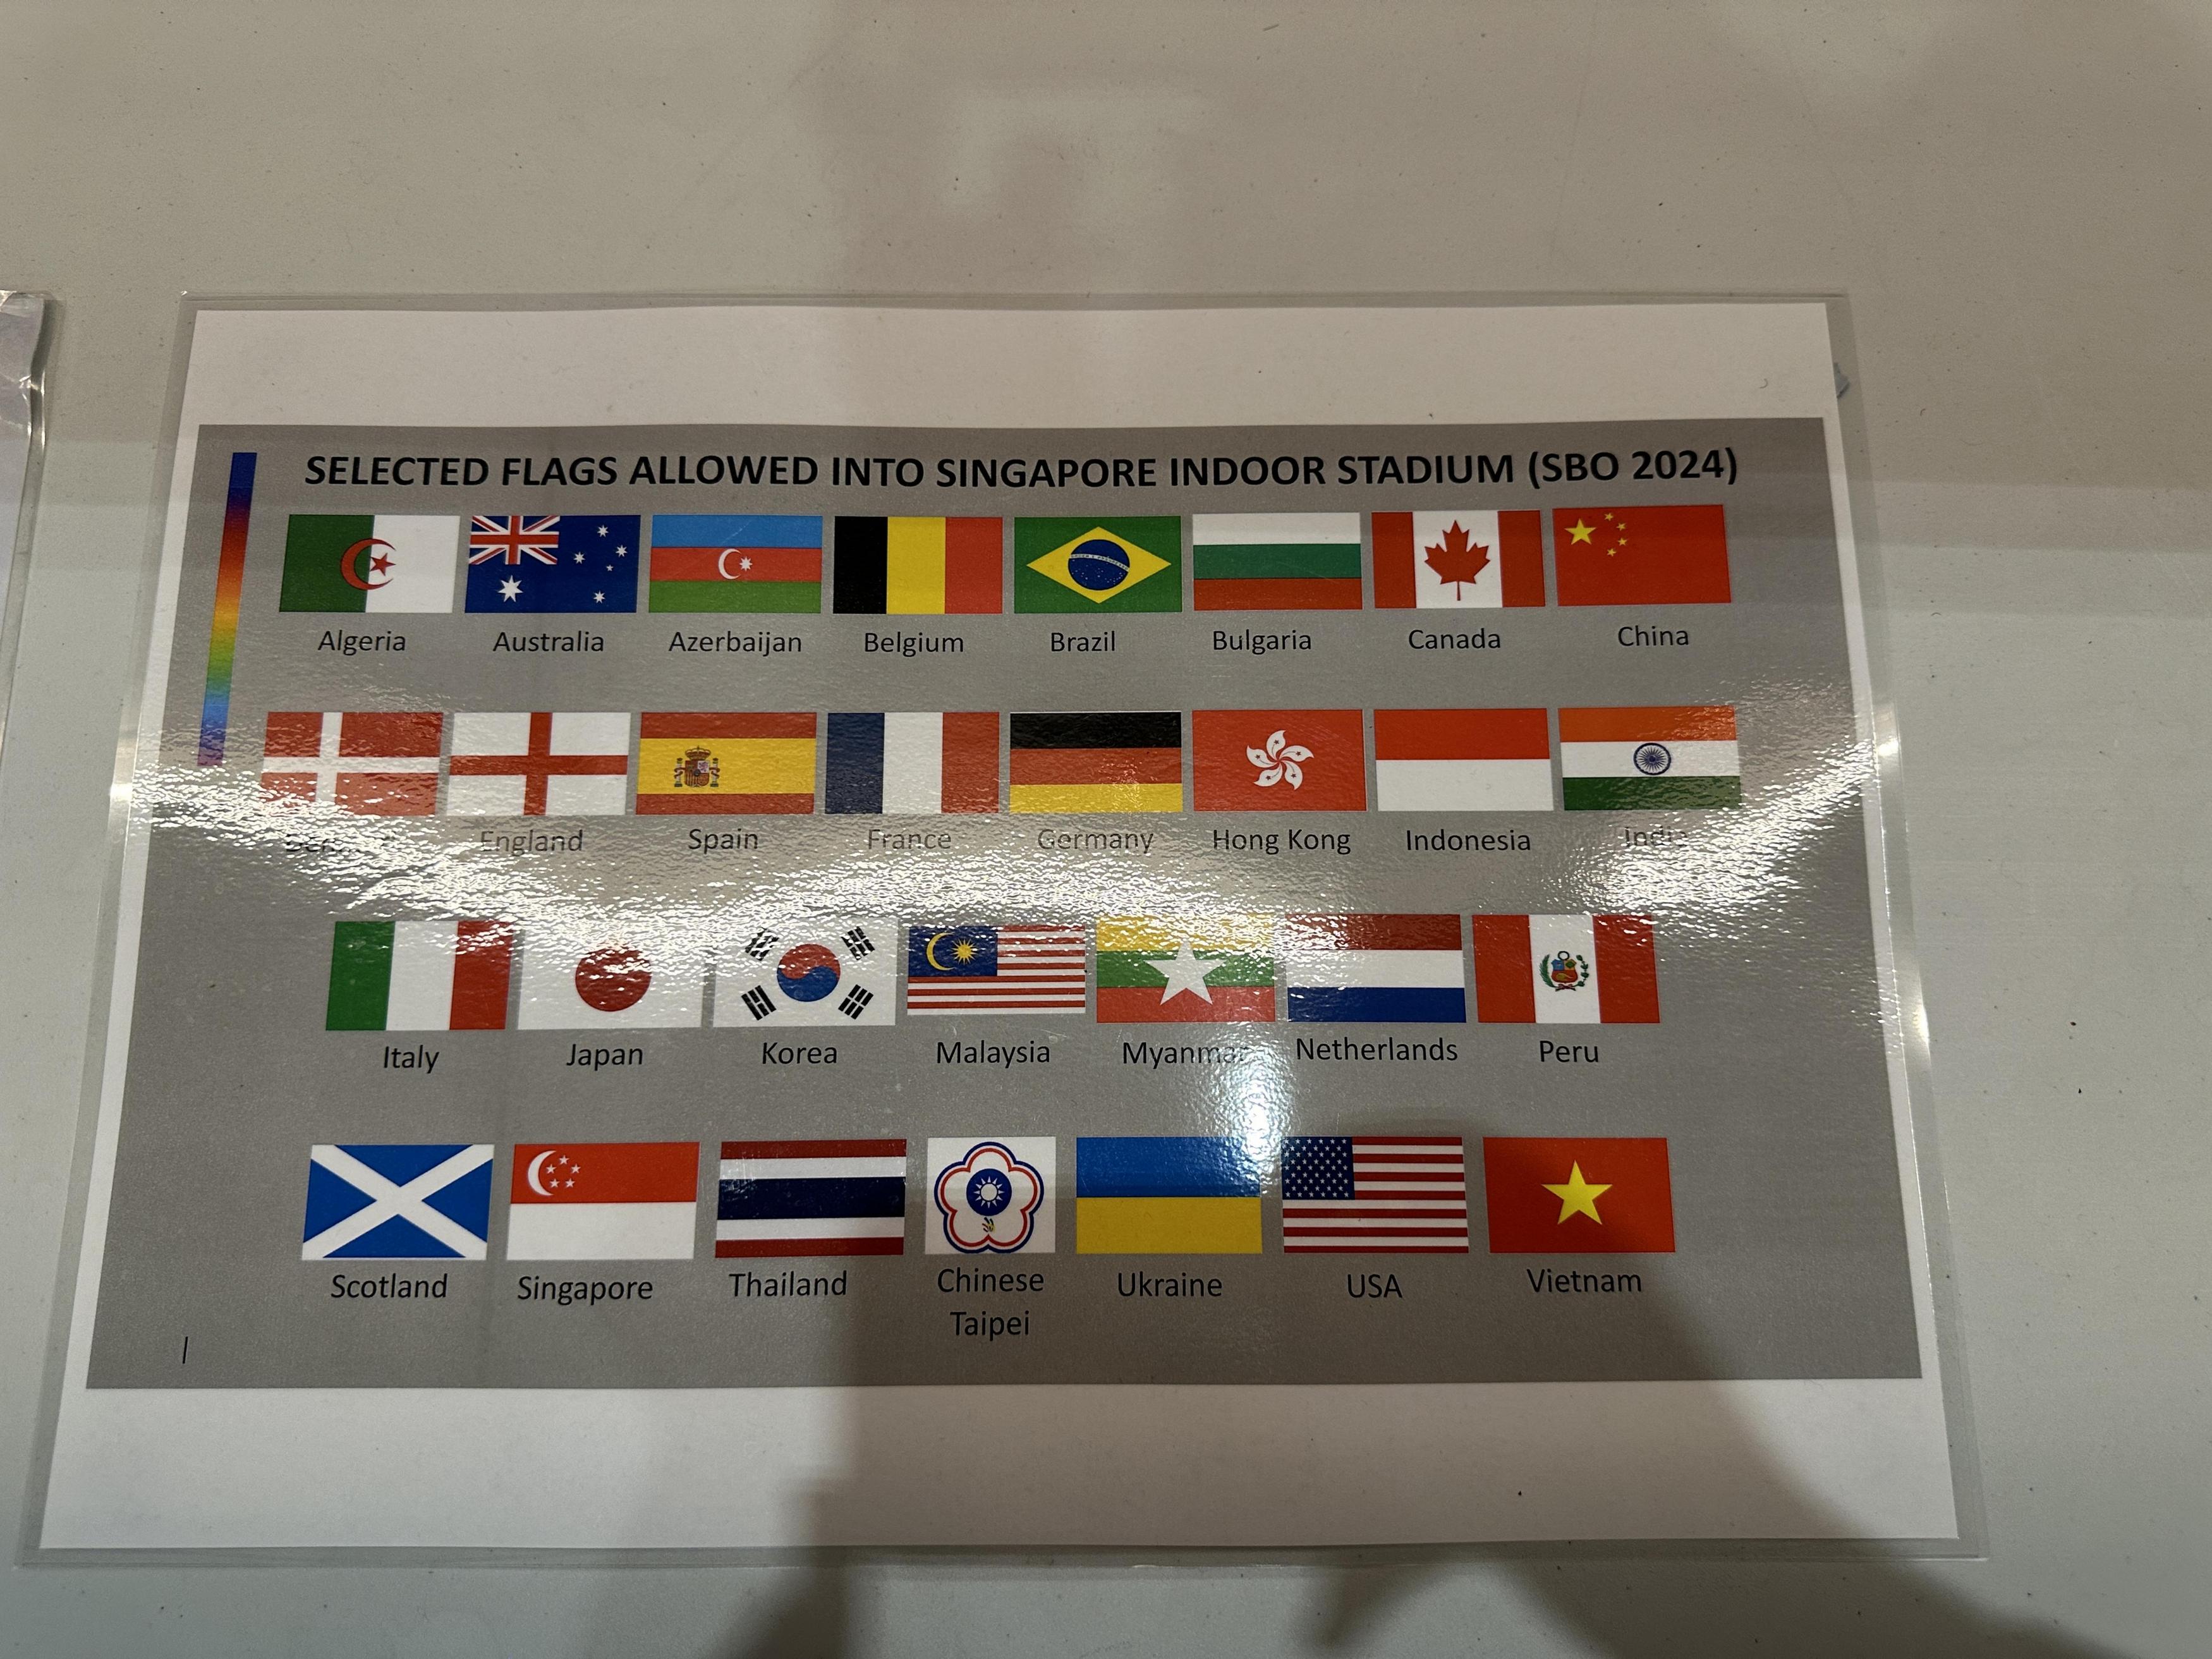 SELECTED FLAGS ALLOWED INTO SINGAPORE INDOOR STADIUM (SBO 2024)
Algeria Australia Azerbaijan Belgium Brazil Bulgaria Canada China
England Spain France Germany Hong Kong Indonesia India
Italy Japan Korea Malaysia Myanmar Netherlands Peru
Scotland Singapore Thailand Chinese Ukraine USA Vietnam
Taipei